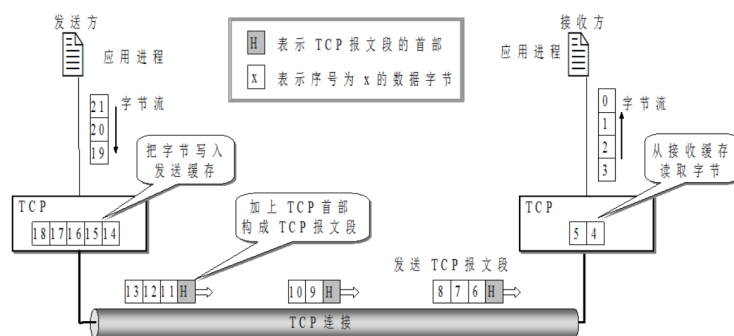 发送方
接收方
H 表示 TCP 报文段的首部
x 表示序号为 x 的数据字节
应用进程
应用进程
21
20
19
字节流
0
1
2
3
字节流
把字节写入
发送缓存
从接收缓存
读取字节
TCP
18 17 16 15 14
加上 TCP 首部
构成 TCP 报文段
TCP
5 4
发送 TCP 报文段
13 12 11 H
10 9 H
8 7 6 H
TCP 连接